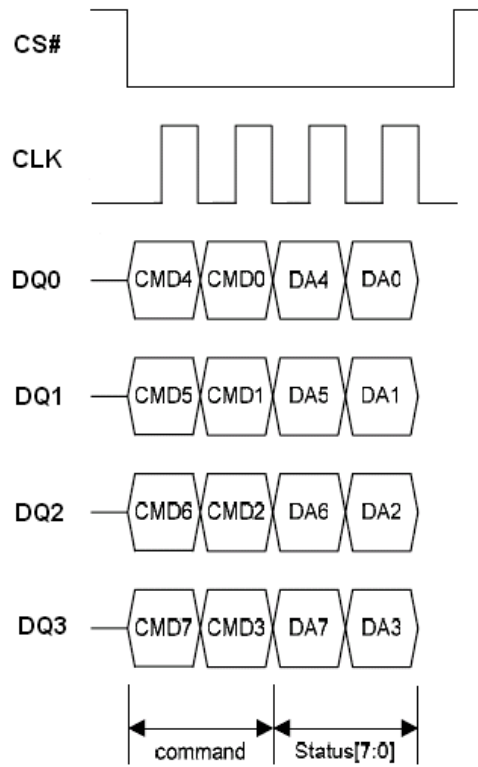 CS#
CLK
DQ0 CMD4 CMD0 DA4 DA0
DQ1 CMD5 CMD1 DA5 DA1
DQ2 CMD6 CMD2 DA6 DA2
DQ3 CMD7 CMD3 DA7 DA3
command Status[7:0]